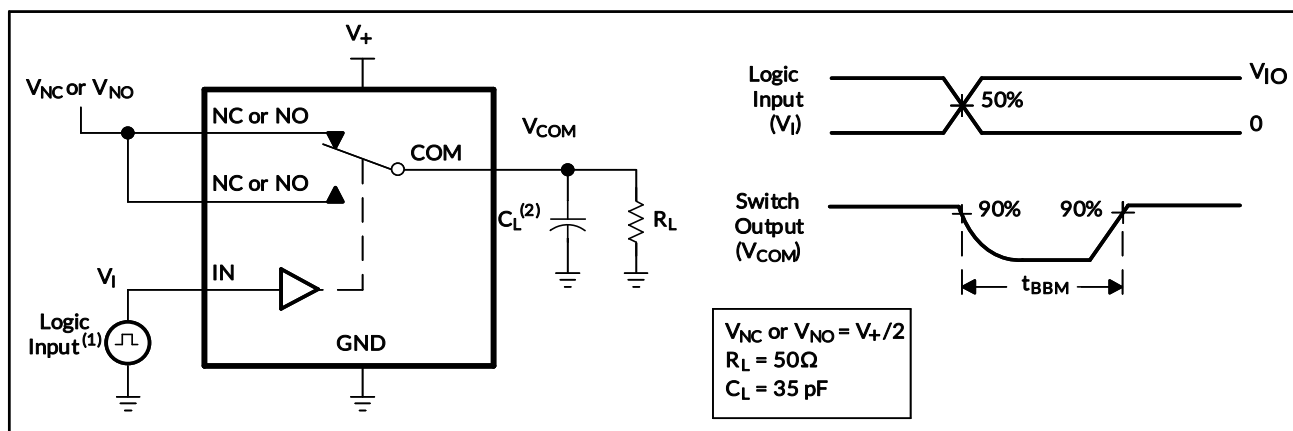 V+
VNC or VNO
NC or NO
VCOM
COM
NC or NO
CL(2)
RL
VI
IN
Logic
Input(1)
GND
Logic
Input
(VI)
50%
VIO
0
Switch
Output
(VCOM)
90%
90%
tBBM
VNC or VNO = V+/2
RL = 50Ω
CL = 35 pF